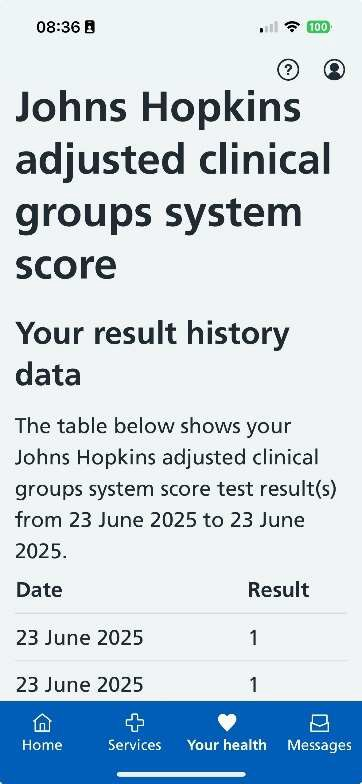 08:36
100
?
Johns Hopkins
adjusted clinical
groups system
score
Your result history
data
The table below shows your
Johns Hopkins adjusted clinical
groups system score test result(s)
from 23 June 2025 to 23 June
2025.
Date Result
23 June 2025 1
23 June 2025 1
Home Services Your health Messages